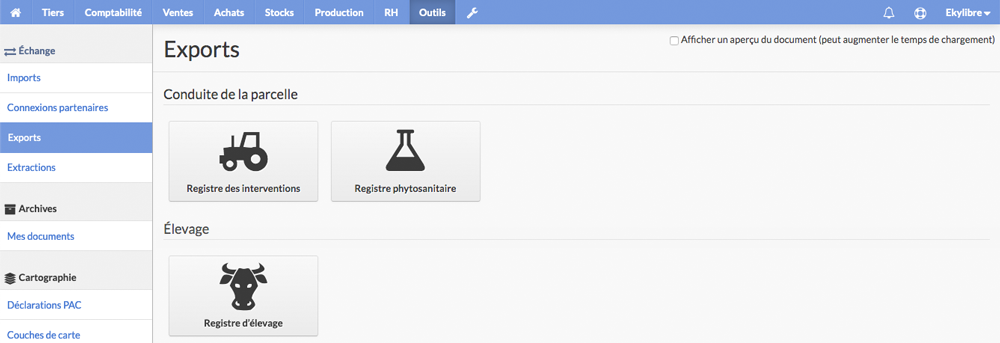 Tiers Comptabilité Ventes Achats Stocks Production RH Outils Ekylibre
Échange
Imports
Connexions partenaires
Exports
Extractions
Archives
Mes documents
Cartographie
Déclarations PAC
Couches de carte
Exports
Afficher un aperçu du document (peut augmenter le temps de chargement)
Conduite de la parcelle
Registre des interventions
Registre phytosanitaire
Élevage
Registre d'élevage